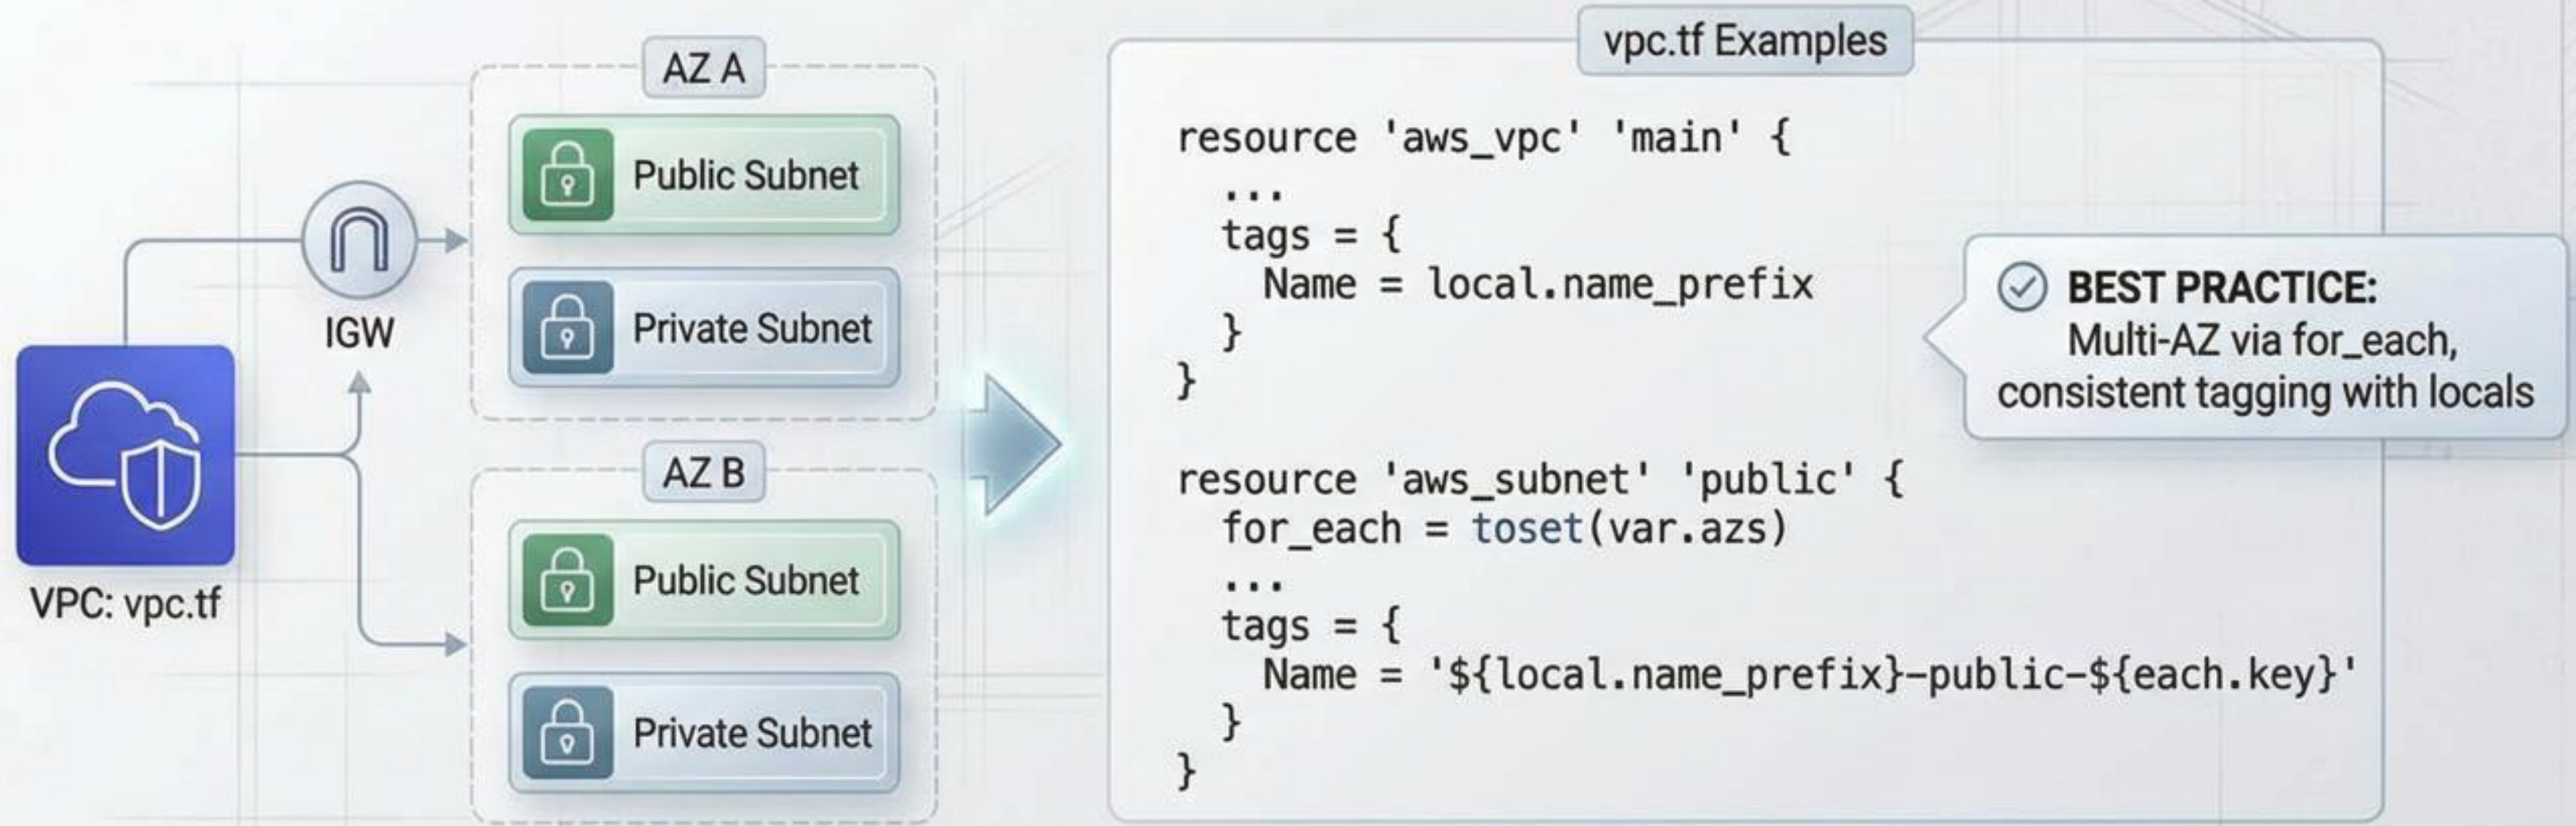 AZ A
Public Subnet
Private Subnet
IGW
VPC: vpc.tf
AZ B
Public Subnet
Private Subnet
vpc.tf Examples
resource 'aws_vpc' 'main' {
  ...
  tags = {
    Name = local.name_prefix
  }
}
resource 'aws_subnet' 'public' {
  for_each = toset(var.azs)
  ...
  tags = {
    Name = '${local.name_prefix}-public-${each.key}'
  }
}
BEST PRACTICE:
Multi-AZ via for_each,
consistent tagging with locals